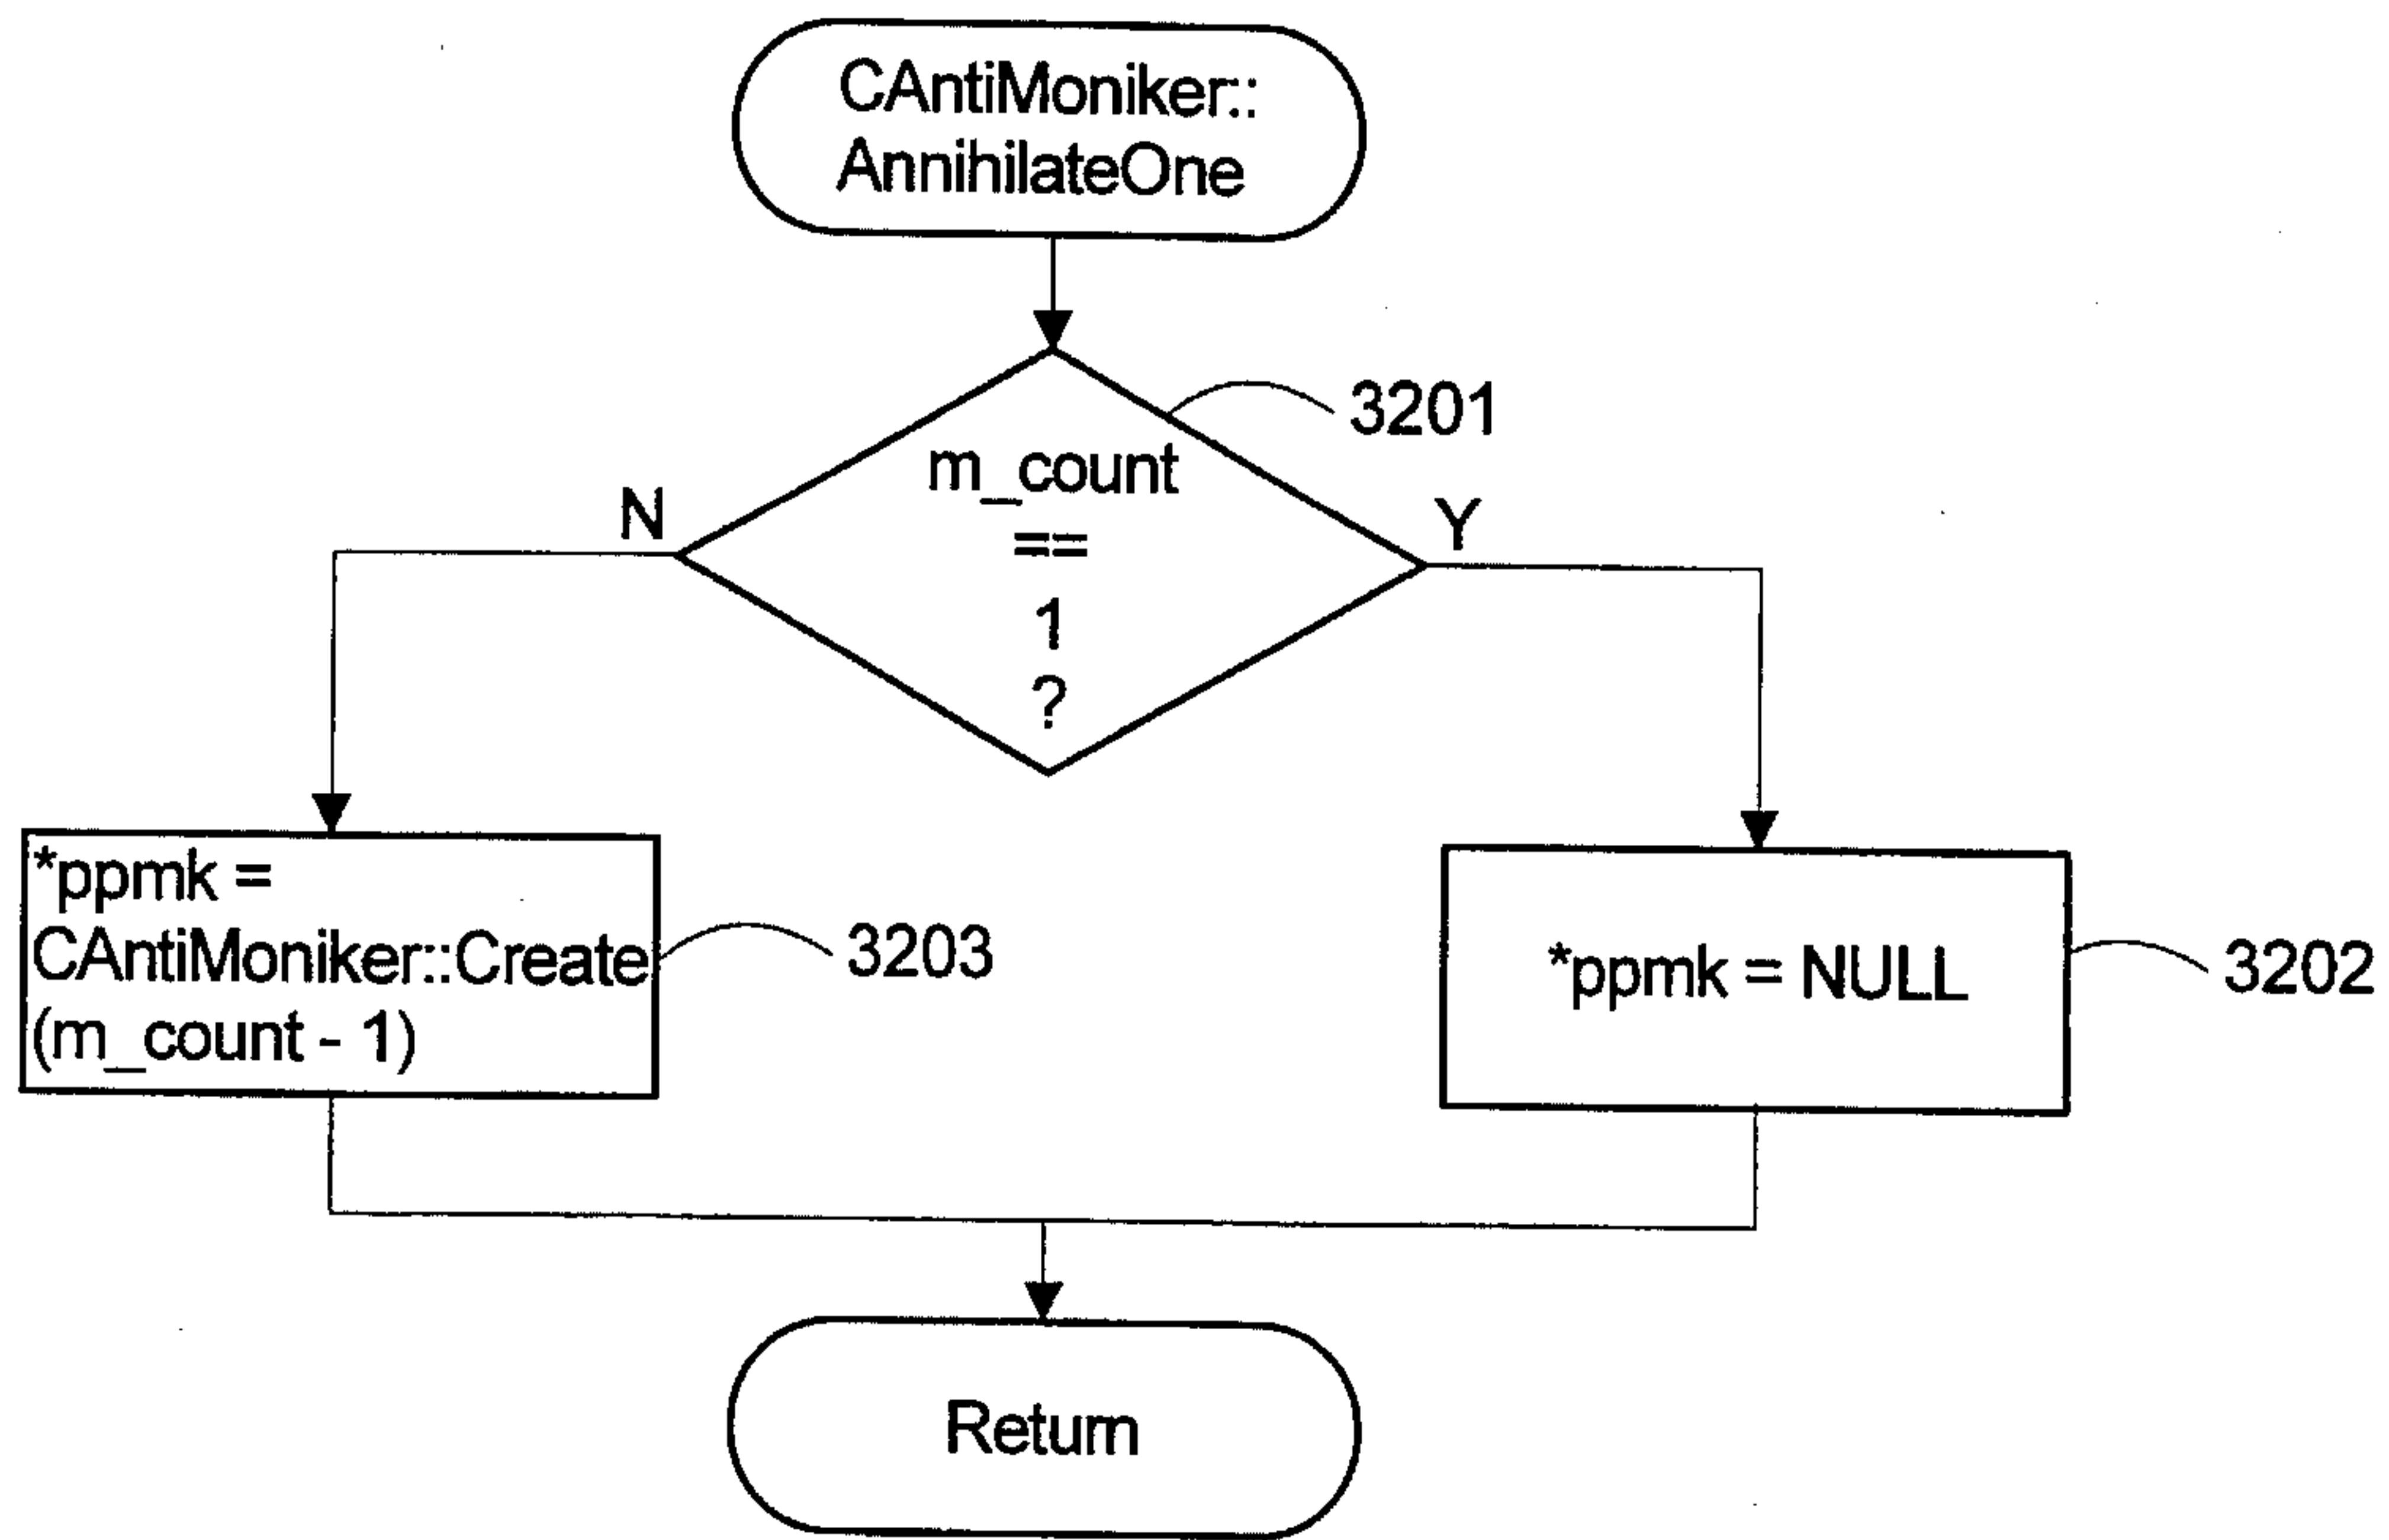 CAntiMoniker::
AnnihilateOne
3201
m_count
==
1
?
N
Y
*ppmk =
CAntiMoniker::Create
(m_count - 1)
3203
*ppmk = NULL
3202
Return